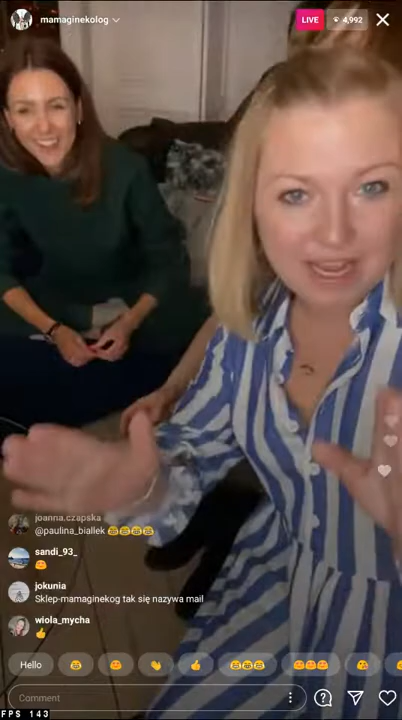 mamaginekolog
LIVE
4,992
joanna.czapska
@paulina_biallek 😂😂😂😂
sandi_93_
😊
jokunia
Sklep-mamaginekog tak się nazywa mail
wiola_mycha
👍
Hello
Comment
FPS 143